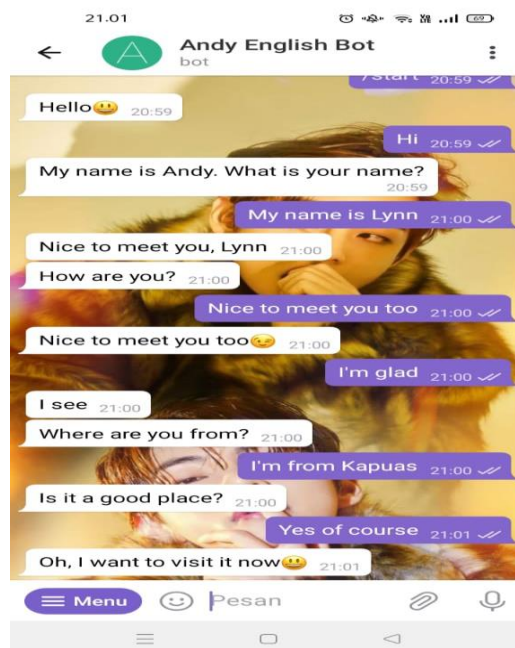 21.01
69
Andy English Bot
bot
/start 20:59
Hello😃 20:59
Hi 20:59
My name is Andy. What is your name?
20:59
My name is Lynn 21:00
Nice to meet you, Lynn 21:00
How are you? 21:00
Nice to meet you too 21:00
Nice to meet you too😉 21:00
I'm glad 21:00
I see 21:00
Where are you from? 21:00
I'm from Kapuas 21:00
Is it a good place? 21:00
Yes of course 21:01
Oh, I want to visit it now😃 21:01
Menu
Pesan